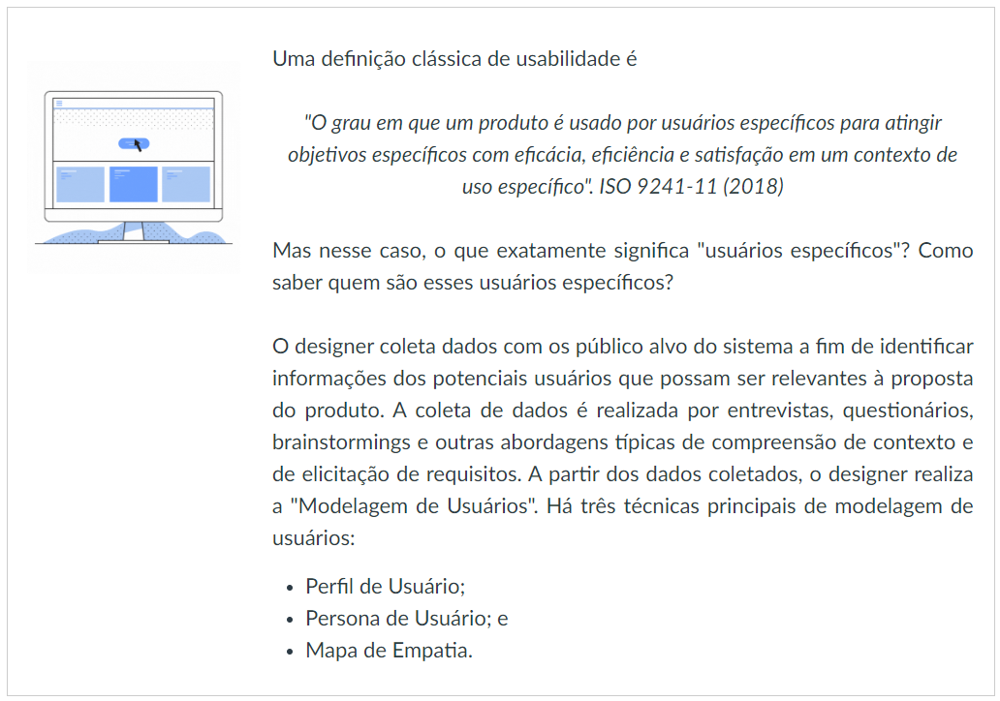 Uma definição clássica de usabilidade é
"O grau em que um produto é usado por usuários específicos para atingir
objetivos específicos com eficácia, eficiência e satisfação em um contexto de
uso específico". ISO 9241-11 (2018)
Mas nesse caso, o que exatamente significa "usuários específicos"? Como
saber quem são esses usuários específicos?
O designer coleta dados com os público alvo do sistema a fim de identificar
informações dos potenciais usuários que possam ser relevantes à proposta
do produto. A coleta de dados é realizada por entrevistas, questionários,
brainstormings e outras abordagens típicas de compreensão de contexto e
de elicitação de requisitos. A partir dos dados coletados, o designer realiza
a "Modelagem de Usuários". Há três técnicas principais de modelagem de
usuários:
• Perfil de Usuário;
• Persona de Usuário; e
• Mapa de Empatia.